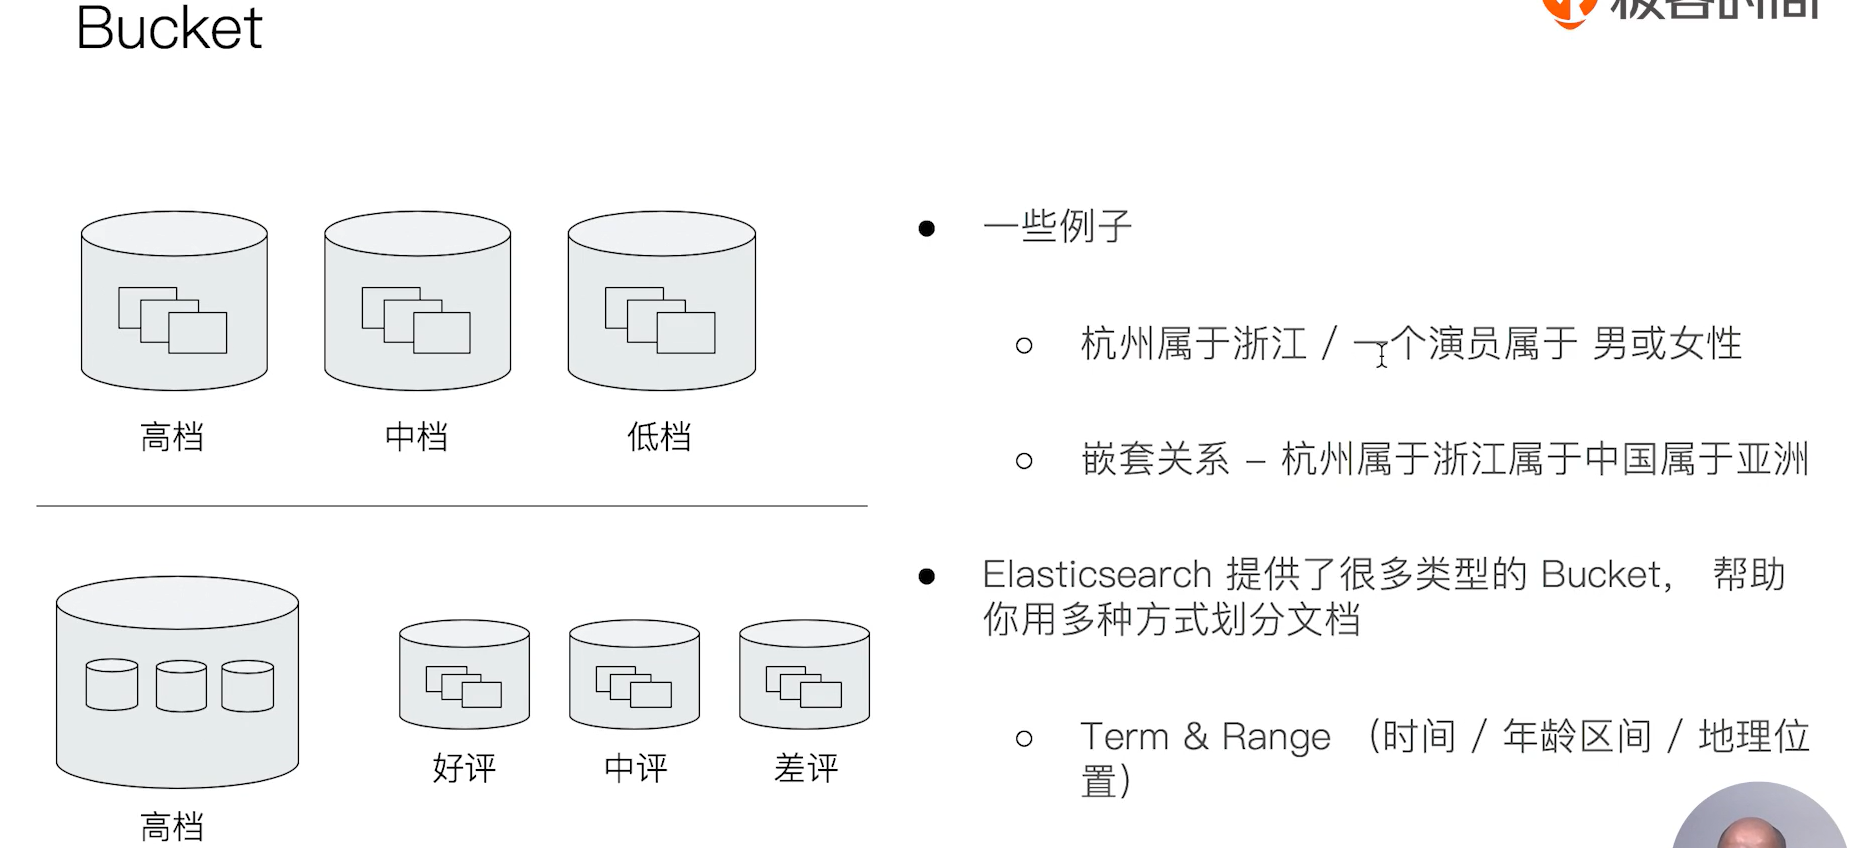 Bucket
极客时间
高档
中档
低档
高档
好评
中评
差评
● 一些例子
○ 杭州属于浙江 / 一个演员属于 男或女性
○ 嵌套关系 – 杭州属于浙江属于中国属于亚洲
● Elasticsearch 提供了很多类型的 Bucket， 帮助
你用多种方式划分文档
○ Term & Range （时间 / 年龄区间 / 地理位
置）